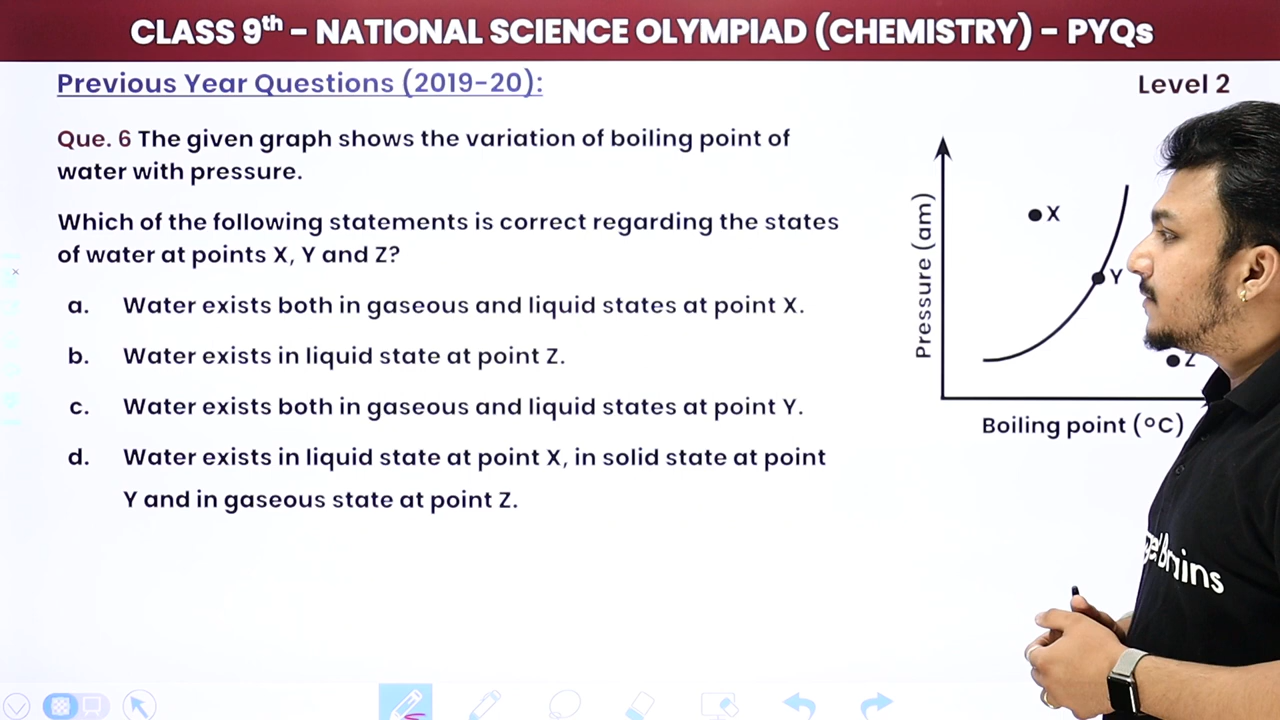 CLASS 9th – NATIONAL SCIENCE OLYMPIAD (CHEMISTRY) – PYQs
Previous Year Questions (2019-20):
Level 2
Que. 6 The given graph shows the variation of boiling point of
water with pressure.
Which of the following statements is correct regarding the states
of water at points X, Y and Z?
a. Water exists both in gaseous and liquid states at point X.
b. Water exists in liquid state at point Z.
c. Water exists both in gaseous and liquid states at point Y.
d. Water exists in liquid state at point X, in solid state at point
Y and in gaseous state at point Z.
Pressure (am)
X
Y
Z
Boiling point (°C)